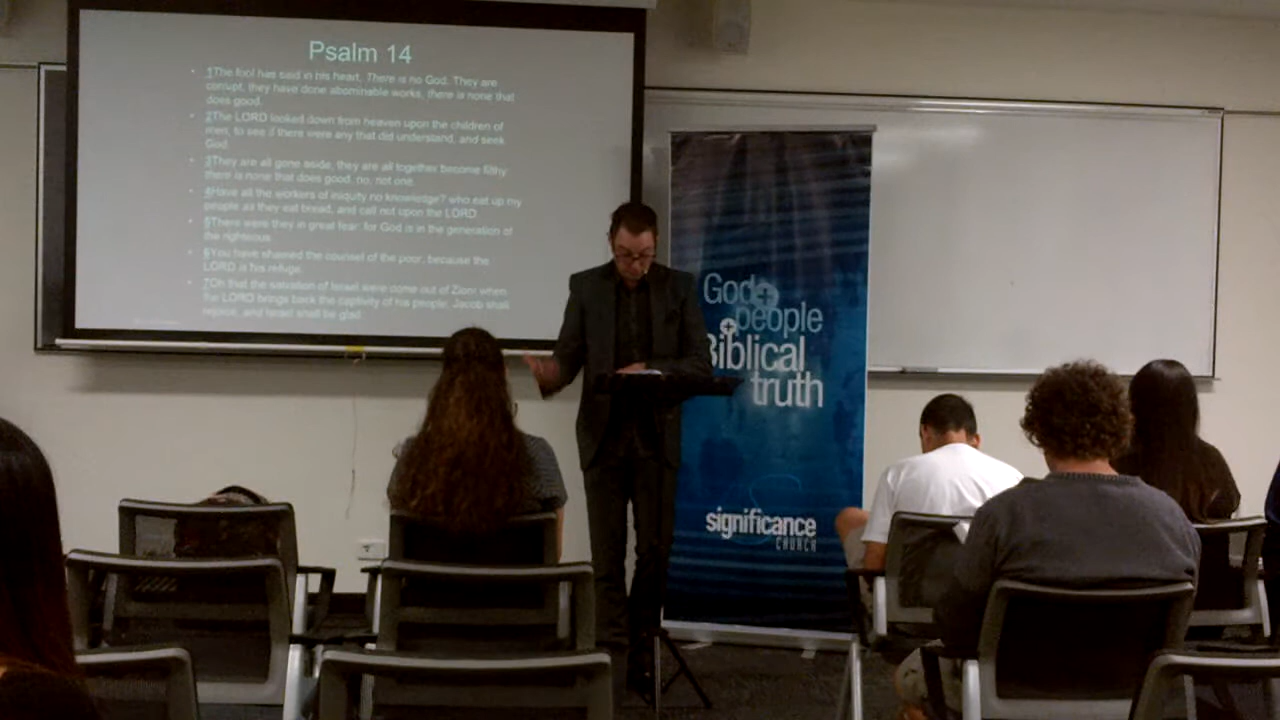 Psalm 14
1The fool has said in his heart, There is no God. They are
corrupt, they have done abominable works, there is none that
does good.
2The LORD looked down from heaven upon the children of
men, to see if there were any that did understand, and seek
God.
3They are all gone aside, they are all together become filthy
there is none that does good, no, not one.
4Have all the workers of iniquity no knowledge? who eat up my
people as they eat bread, and call not upon the LORD
5There were they in great fear: for God is in the generation of
the righteous.
6You have shamed the counsel of the poor, because the
LORD is his refuge.
7Oh that the salvation of Israel were come out of Zion! when
the LORD brings back the captivity of his people, Jacob shall
rejoice, and Israel shall be glad
God+
+people
Biblical
truth
significance
CHURCH